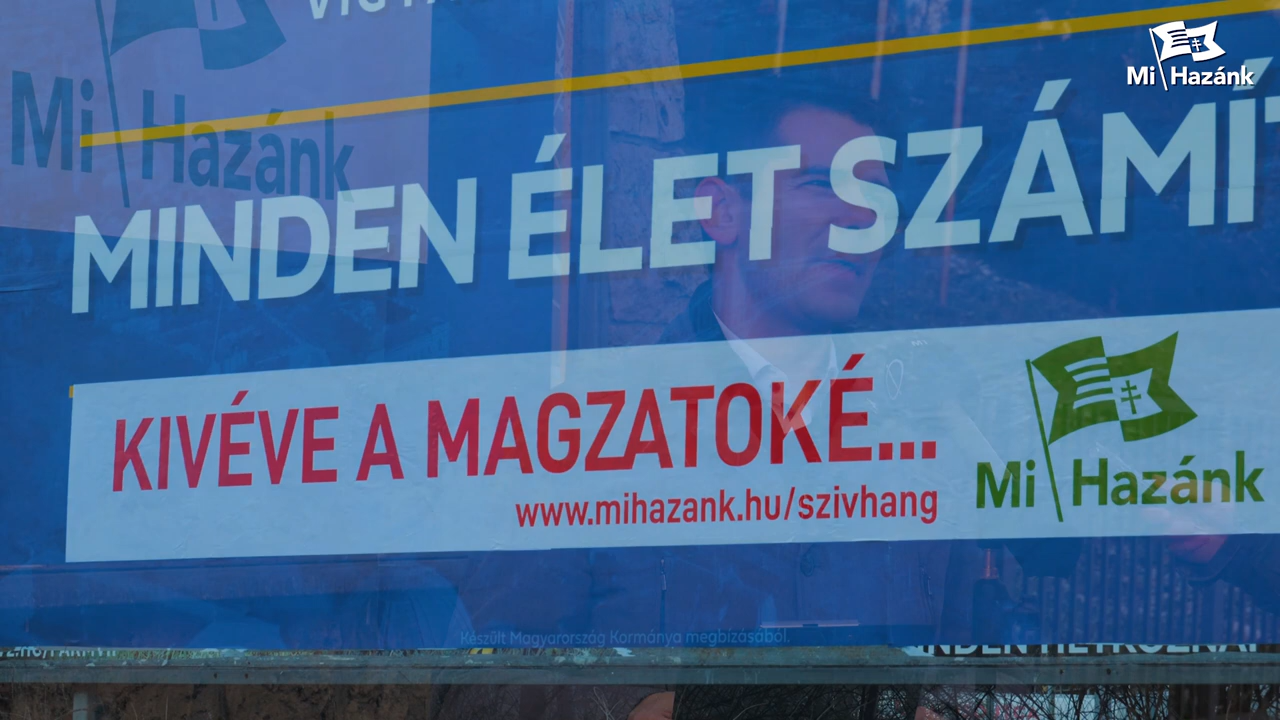 Mi Hazánk
Mi Hazánk
MINDEN ÉLET SZÁMÍT
KIVÉVE A MAGZATOKÉ...
www.mihazank.hu/szivhang
Mi Hazánk
Készült Magyarország Kormánya megbízásából.